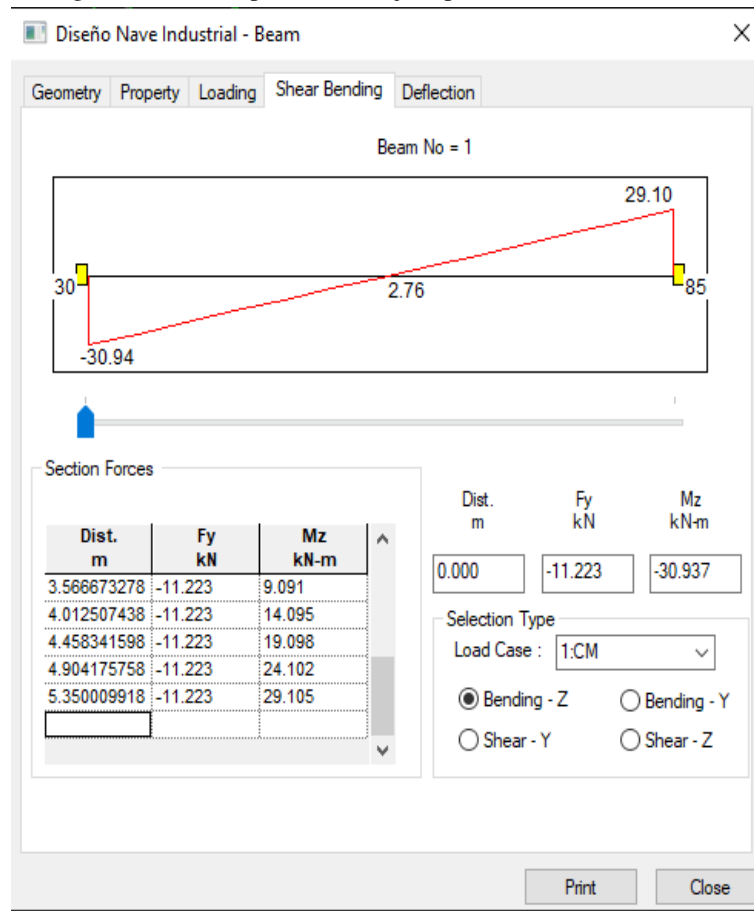 Diseño Nave Industrial - Beam
Geometry Property Loading Shear Bending Deflection
Beam No = 1
29.10
30 2.76 85
-30.94
Section Forces
Dist. Fy Mz
m kN kN-m
3.566673278 -11.223 9.091
4.012507438 -11.223 14.095
4.458341598 -11.223 19.098
4.904175758 -11.223 24.102
5.350009918 -11.223 29.105
Dist. Fy Mz
m kN kN-m
0.000 -11.223 -30.937
Selection Type
Load Case : 1:CM
Bending - Z Bending - Y
Shear - Y Shear - Z
Print Close